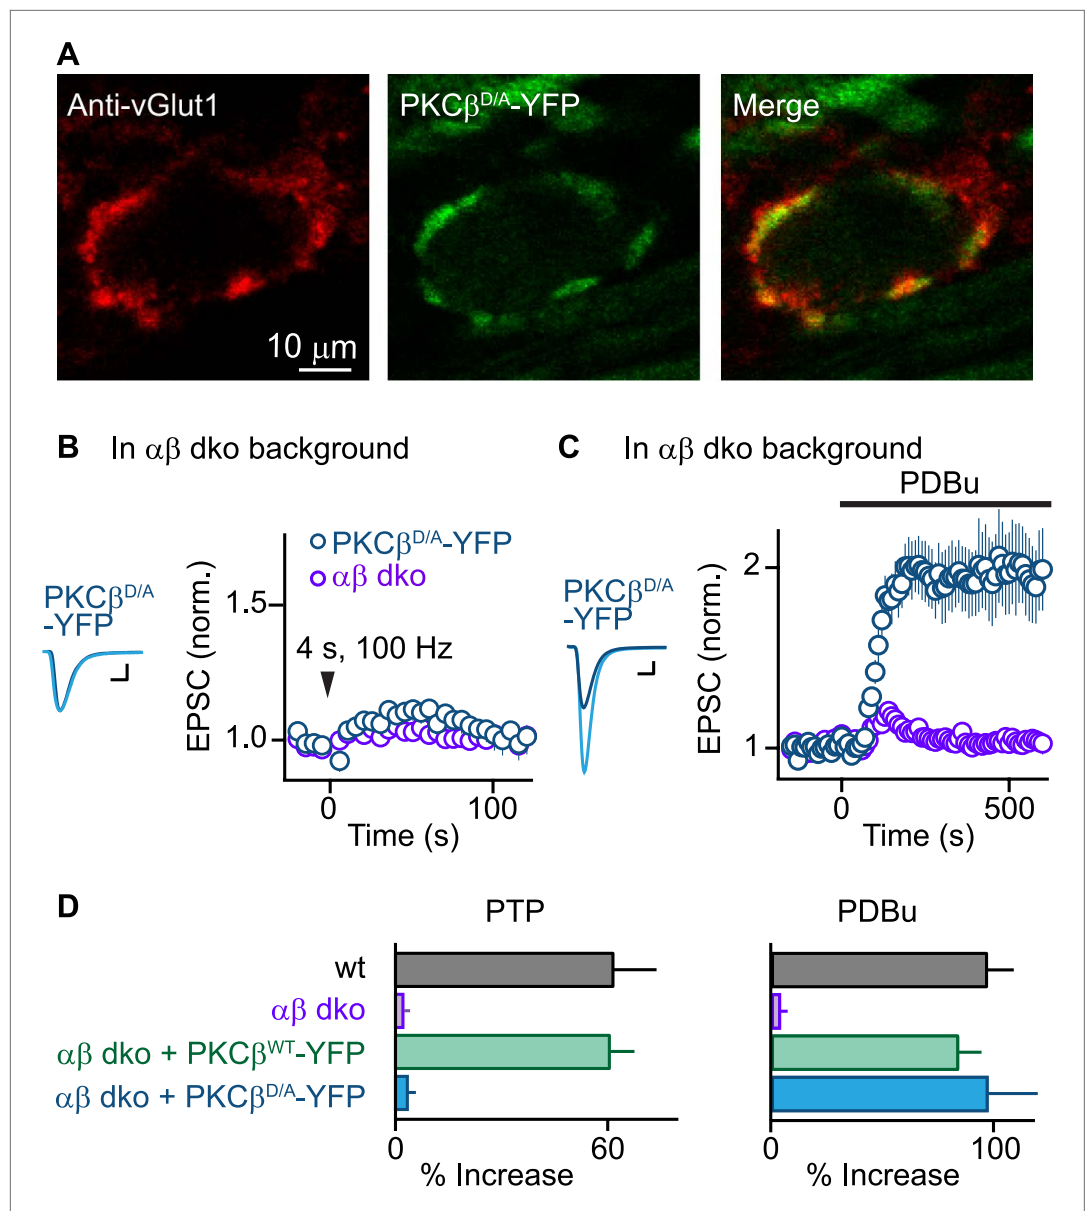 A
Anti-vGlut1
PKCβD/A-YFP
Merge
10 μm
B In αβ dko background
C In αβ dko background
PDBu
PKCβD/A
-YFP
EPSC (norm.)
1.5
1.0
PKCβD/A-YFP
αβ dko
4 s, 100 Hz
0 100
Time (s)
PKCβD/A
-YFP
EPSC (norm.)
2
1
0 500
Time (s)
D
PTP
PDBu
wt
αβ dko
αβ dko + PKCβWT-YFP
αβ dko + PKCβD/A-YFP
0 60
% Increase
0 100
% Increase